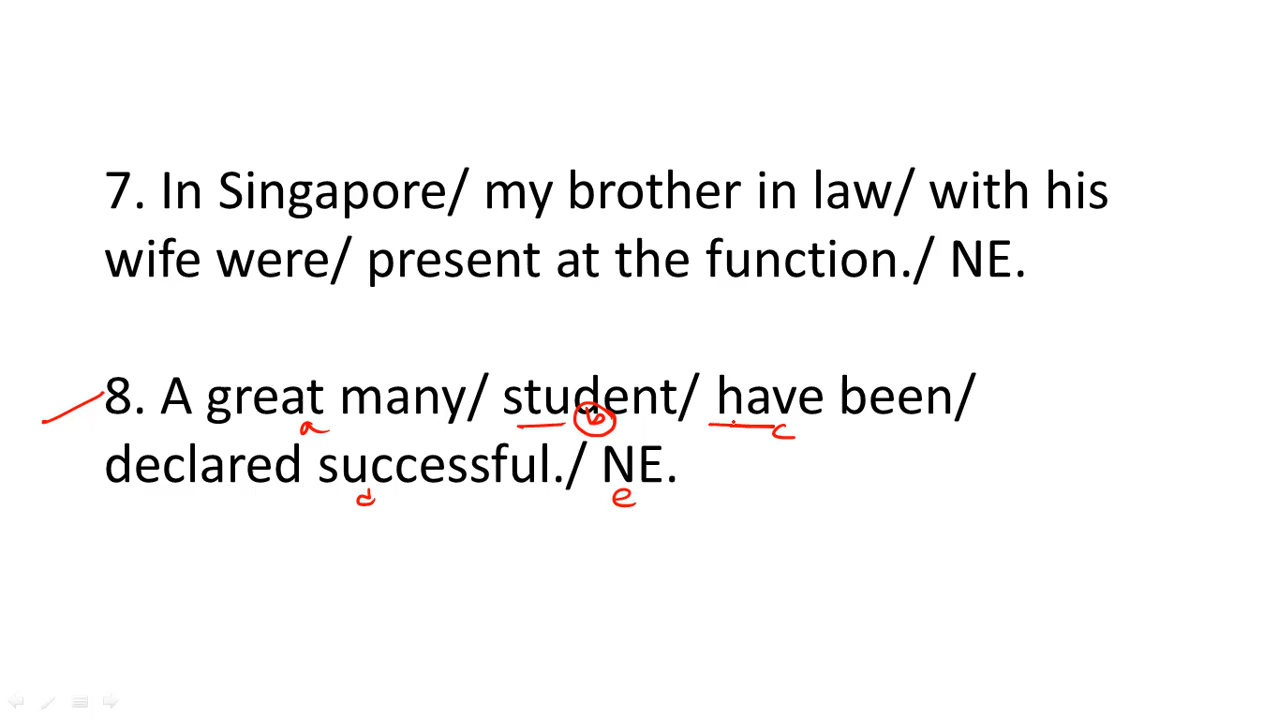 7. In Singapore/ my brother in law/ with his
wife were/ present at the function./ NE.
8. A great many/ student/ have been/
a b c
declared successful./ NE.
d e